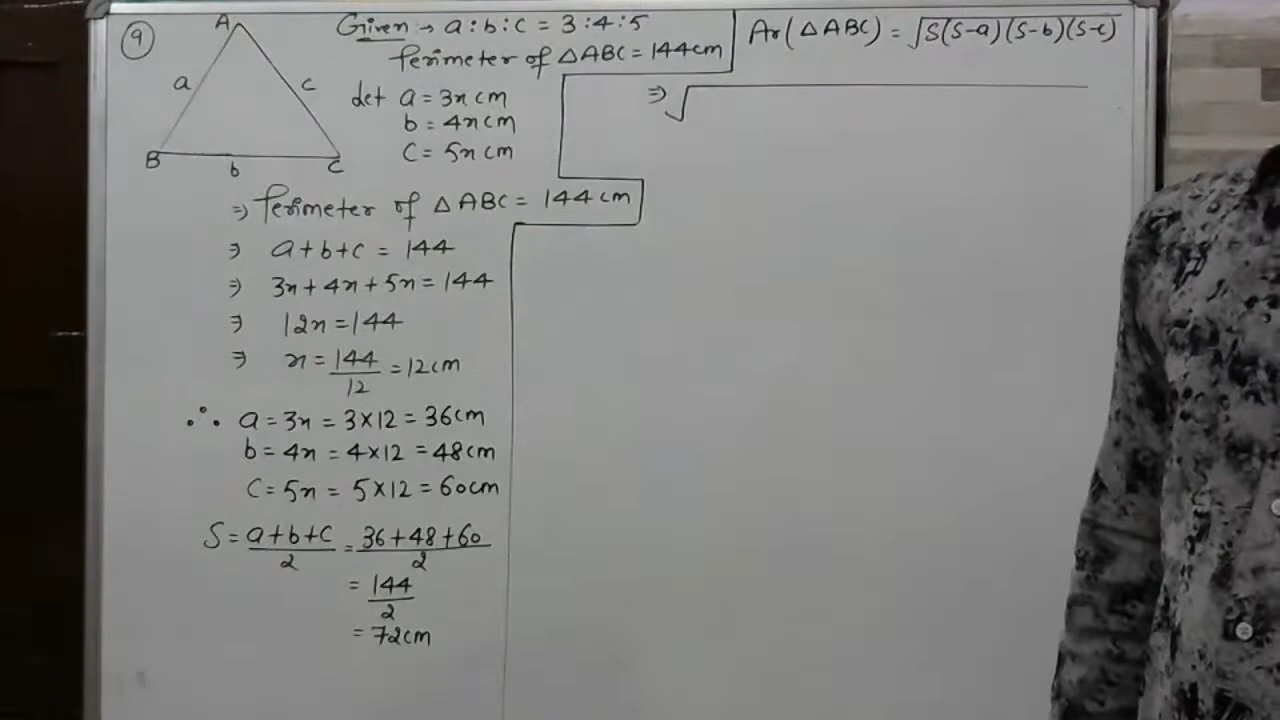 9
A
a
c
B
b
C
Given → a:b:c = 3:4:5
Perimeter of △ABC = 144cm
Let a = 3x cm
b = 4x cm
C = 5x cm
⇒ Perimeter of △ABC = 144cm
⇒ a+b+c = 144
⇒ 3x+4x+5x = 144
⇒ 12x = 144
⇒ x = 144/12 = 12cm
∴ a = 3x = 3×12 = 36cm
b = 4x = 4×12 = 48cm
C = 5x = 5×12 = 60cm
S = a+b+c/2 = 36+48+60/2
= 144/2
= 72cm
Ar(△ABC) = √S(S-a)(S-b)(S-c)
⇒ √